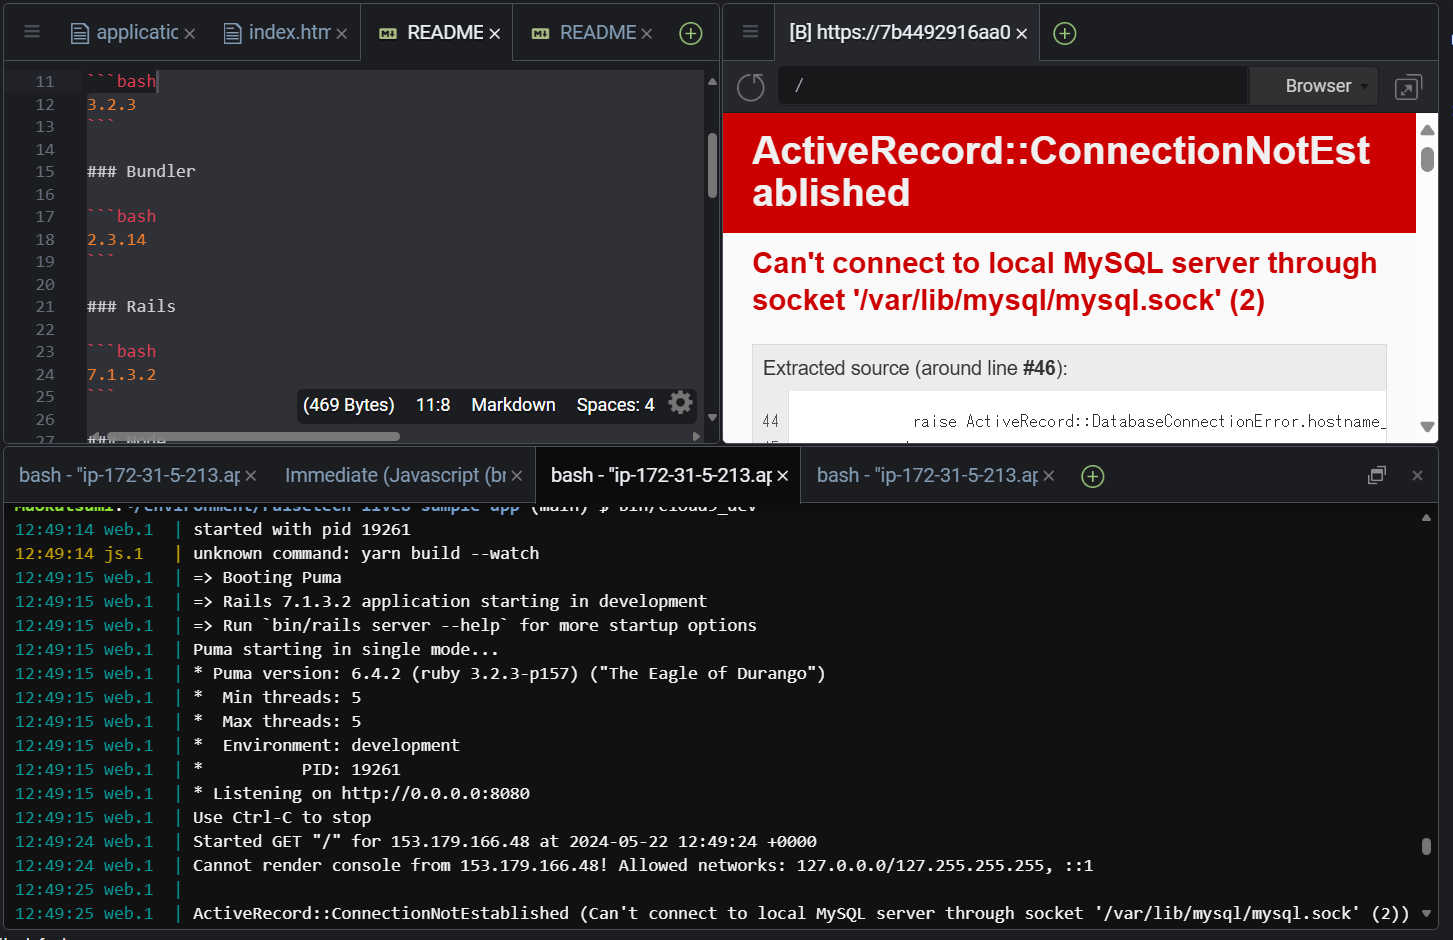 applicatic
index.htm
README
README
11 ```bash
12 3.2.3
13 ```
14
15 ### Bundler
16
17 ```bash
18 2.3.14
19 ```
20
21 ### Rails
22
23 ```bash
24 7.1.3.2
25 ```
26
27 ### Node
(469 Bytes) 11:8 Markdown Spaces: 4
[B] https://7b4492916aa0
/
Browser
ActiveRecord::ConnectionNotEst
ablished
Can't connect to local MySQL server through
socket '/var/lib/mysql/mysql.sock' (2)
Extracted source (around line #46):
44 raise ActiveRecord::DatabaseConnectionError.hostname_
bash - "ip-172-31-5-213.ap
Immediate (Javascript (br
bash - "ip-172-31-5-213.ap
bash - "ip-172-31-5-213.ap
MaoKatsumi:~/environment/raisetech-live8-sample-app (main) $ bin/cloud9_dev
12:49:14 web.1 | started with pid 19261
12:49:14 js.1 | unknown command: yarn build --watch
12:49:15 web.1 | => Booting Puma
12:49:15 web.1 | => Rails 7.1.3.2 application starting in development
12:49:15 web.1 | => Run `bin/rails server --help` for more startup options
12:49:15 web.1 | Puma starting in single mode...
12:49:15 web.1 | * Puma version: 6.4.2 (ruby 3.2.3-p157) ("The Eagle of Durango")
12:49:15 web.1 | * Min threads: 5
12:49:15 web.1 | * Max threads: 5
12:49:15 web.1 | * Environment: development
12:49:15 web.1 | * PID: 19261
12:49:15 web.1 | * Listening on http://0.0.0.0:8080
12:49:15 web.1 | Use Ctrl-C to stop
12:49:24 web.1 | Started GET "/" for 153.179.166.48 at 2024-05-22 12:49:24 +0000
12:49:24 web.1 | Cannot render console from 153.179.166.48! Allowed networks: 127.0.0.0/127.255.255.255, ::1
12:49:25 web.1 |
12:49:25 web.1 | ActiveRecord::ConnectionNotEstablished (Can't connect to local MySQL server through socket '/var/lib/mysql/mysql.sock' (2))